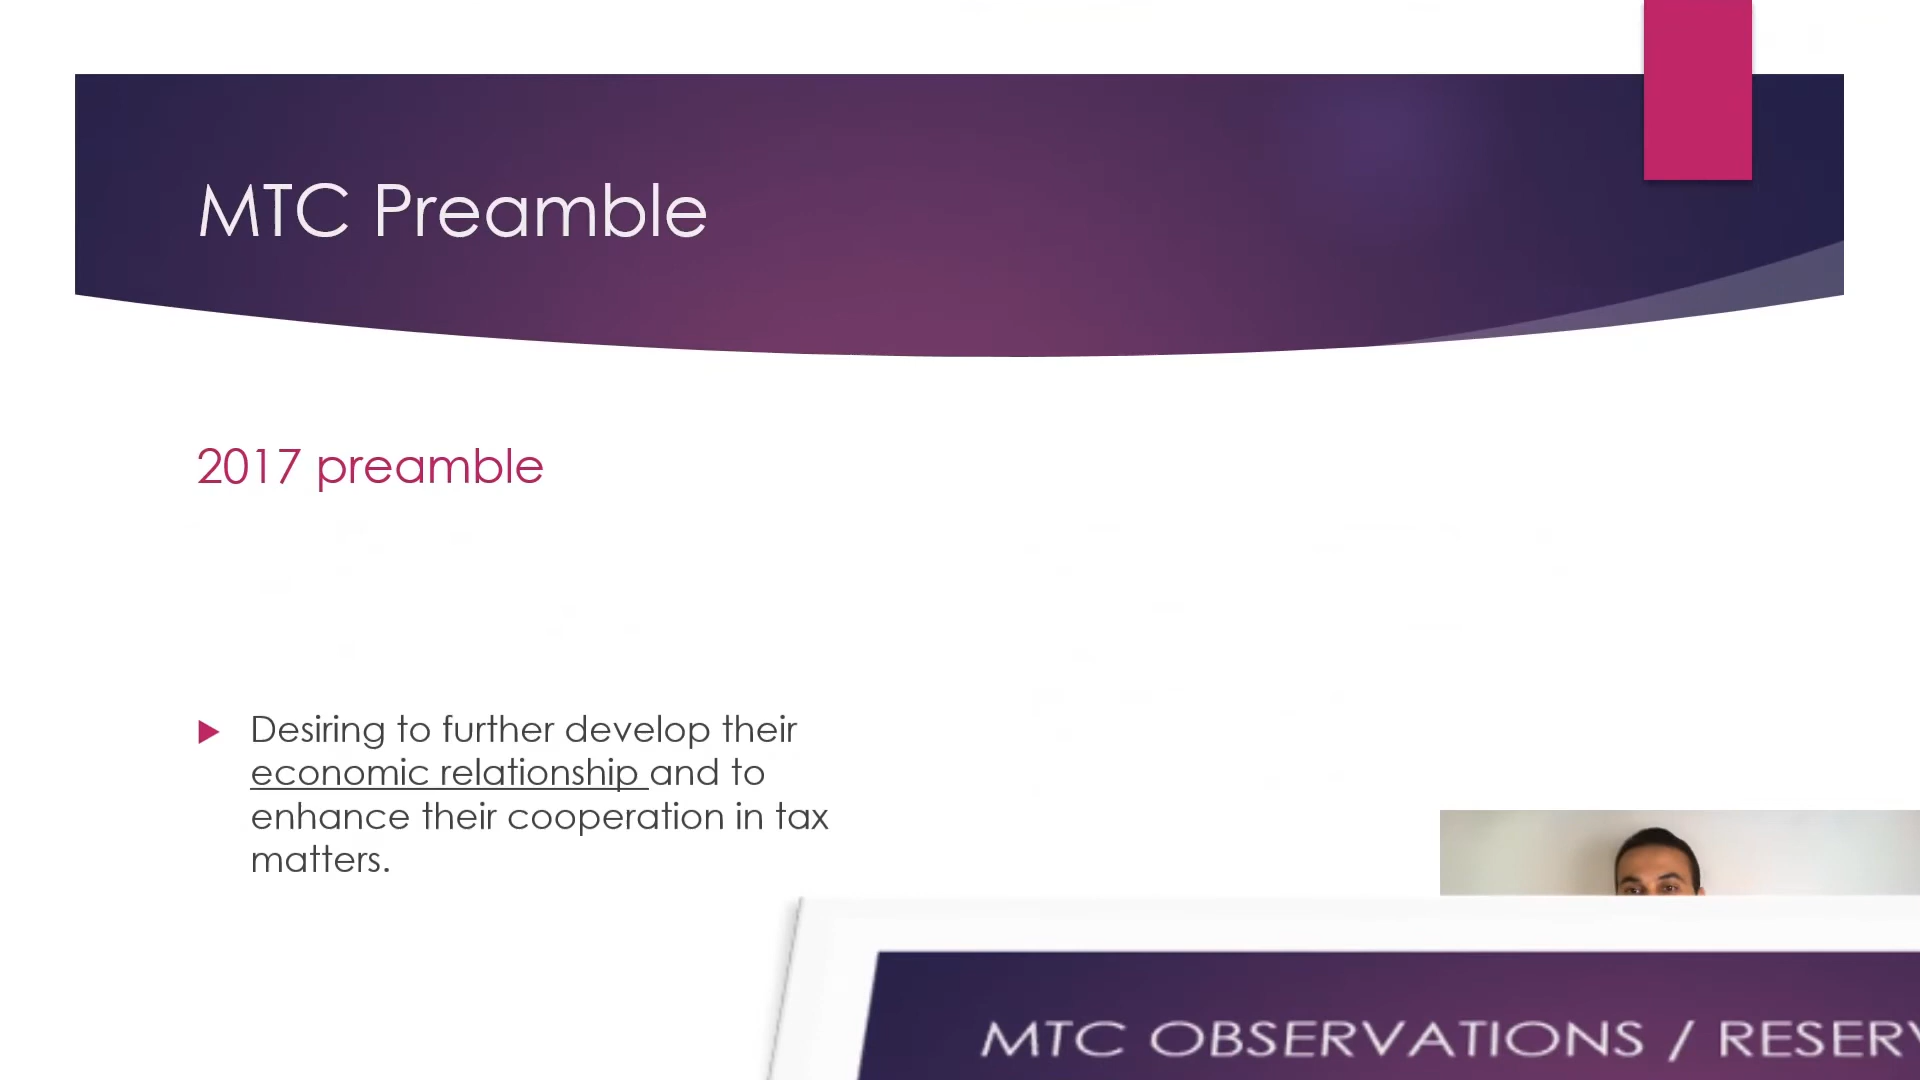 MTC Preamble
2017 preamble
Desiring to further develop their
economic relationship and to
enhance their cooperation in tax
matters.
MTC OBSERVATIONS /